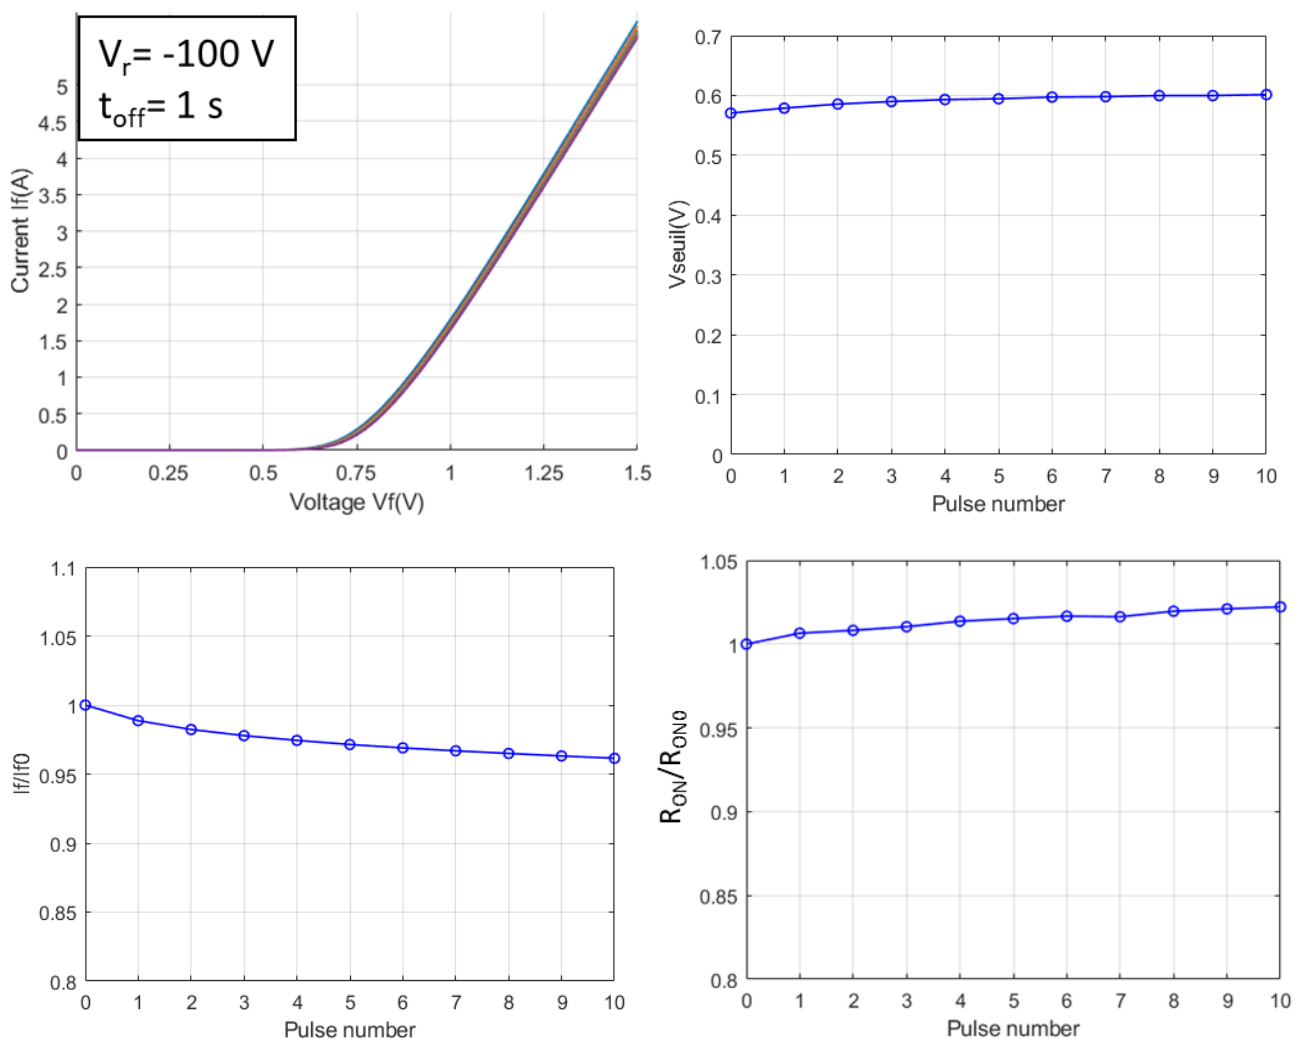 Vr= -100 V
toff= 1 s
Current If(A)
5
4.5
4
3.5
3
2.5
2
1.5
1
0.5
0
0 0.25 0.5 0.75 1 1.25 1.5
Voltage Vf(V)
Vseuil(V)
0.7
0.6
0.5
0.4
0.3
0.2
0.1
0
0 1 2 3 4 5 6 7 8 9 10
Pulse number
If/If0
1.1
1.05
1
0.95
0.9
0.85
0.8
0 1 2 3 4 5 6 7 8 9 10
Pulse number
RON/RON0
1.05
1
0.95
0.9
0.85
0.8
0 1 2 3 4 5 6 7 8 9 10
Pulse number